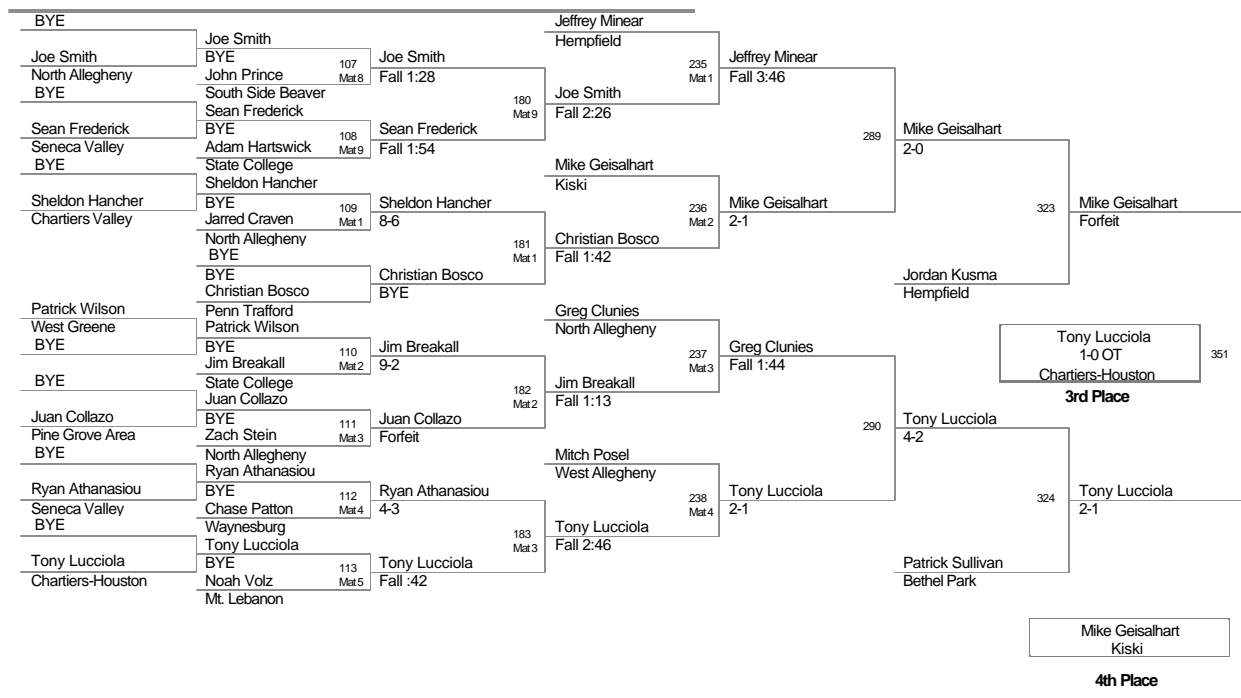 BYE
Joe Smith
North Allegheny
BYE
Sean Frederick
Seneca Valley
BYE
Sheldon Hancher
Chartiers Valley
Patrick Wilson
West Greene
BYE
BYE
Juan Collazo
Pine Grove Area
BYE
Ryan Athanasiou
Seneca Valley
BYE
Tony Lucciola
Chartiers-Houston
Joe Smith
BYE
John Prince
South Side Beaver
Sean Frederick
BYE
Adam Hartswick
State College
Sheldon Hancher
BYE
Jarred Craven
North Allegheny
BYE
BYE
Christian Bosco
Penn Trafford
Patrick Wilson
BYE
Jim Breakall
State College
Juan Collazo
BYE
Zach Stein
North Allegheny
Ryan Athanasiou
BYE
Chase Patton
Waynesburg
Tony Lucciola
BYE
Noah Volz
Mt. Lebanon
107
Mat 8
108
Mat 9
109
Mat 1
110
Mat 2
111
Mat 3
112
Mat 4
113
Mat 5
Joe Smith
Fall 1:28
Sean Frederick
Fall 1:54
Sheldon Hancher
8-6
Christian Bosco
BYE
Jim Breakall
9-2
Juan Collazo
Forfeit
Ryan Athanasiou
4-3
Tony Lucciola
Fall :42
180
Mat 9
181
Mat 1
182
Mat 2
183
Mat 3
Jeffrey Minear
Hempfield
Joe Smith
Fall 2:26
Mike Geisalhart
Kiski
Christian Bosco
Fall 1:42
Greg Clunies
North Allegheny
Jim Breakall
Fall 1:13
Mitch Posel
West Allegheny
Tony Lucciola
Fall 2:46
235
Mat 1
236
Mat 2
237
Mat 3
238
Mat 4
Jeffrey Minear
Fall 3:46
Mike Geisalhart
2-1
Greg Clunies
Fall 1:44
Tony Lucciola
2-1
289
290
Mike Geisalhart
2-0
Jordan Kusma
Hempfield
Tony Lucciola
4-2
Patrick Sullivan
Bethel Park
323
324
Mike Geisalhart
Forfeit
Tony Lucciola
2-1
Tony Lucciola
1-0 OT
Chartiers-Houston
351
3rd Place
Mike Geisalhart
Kiski
4th Place